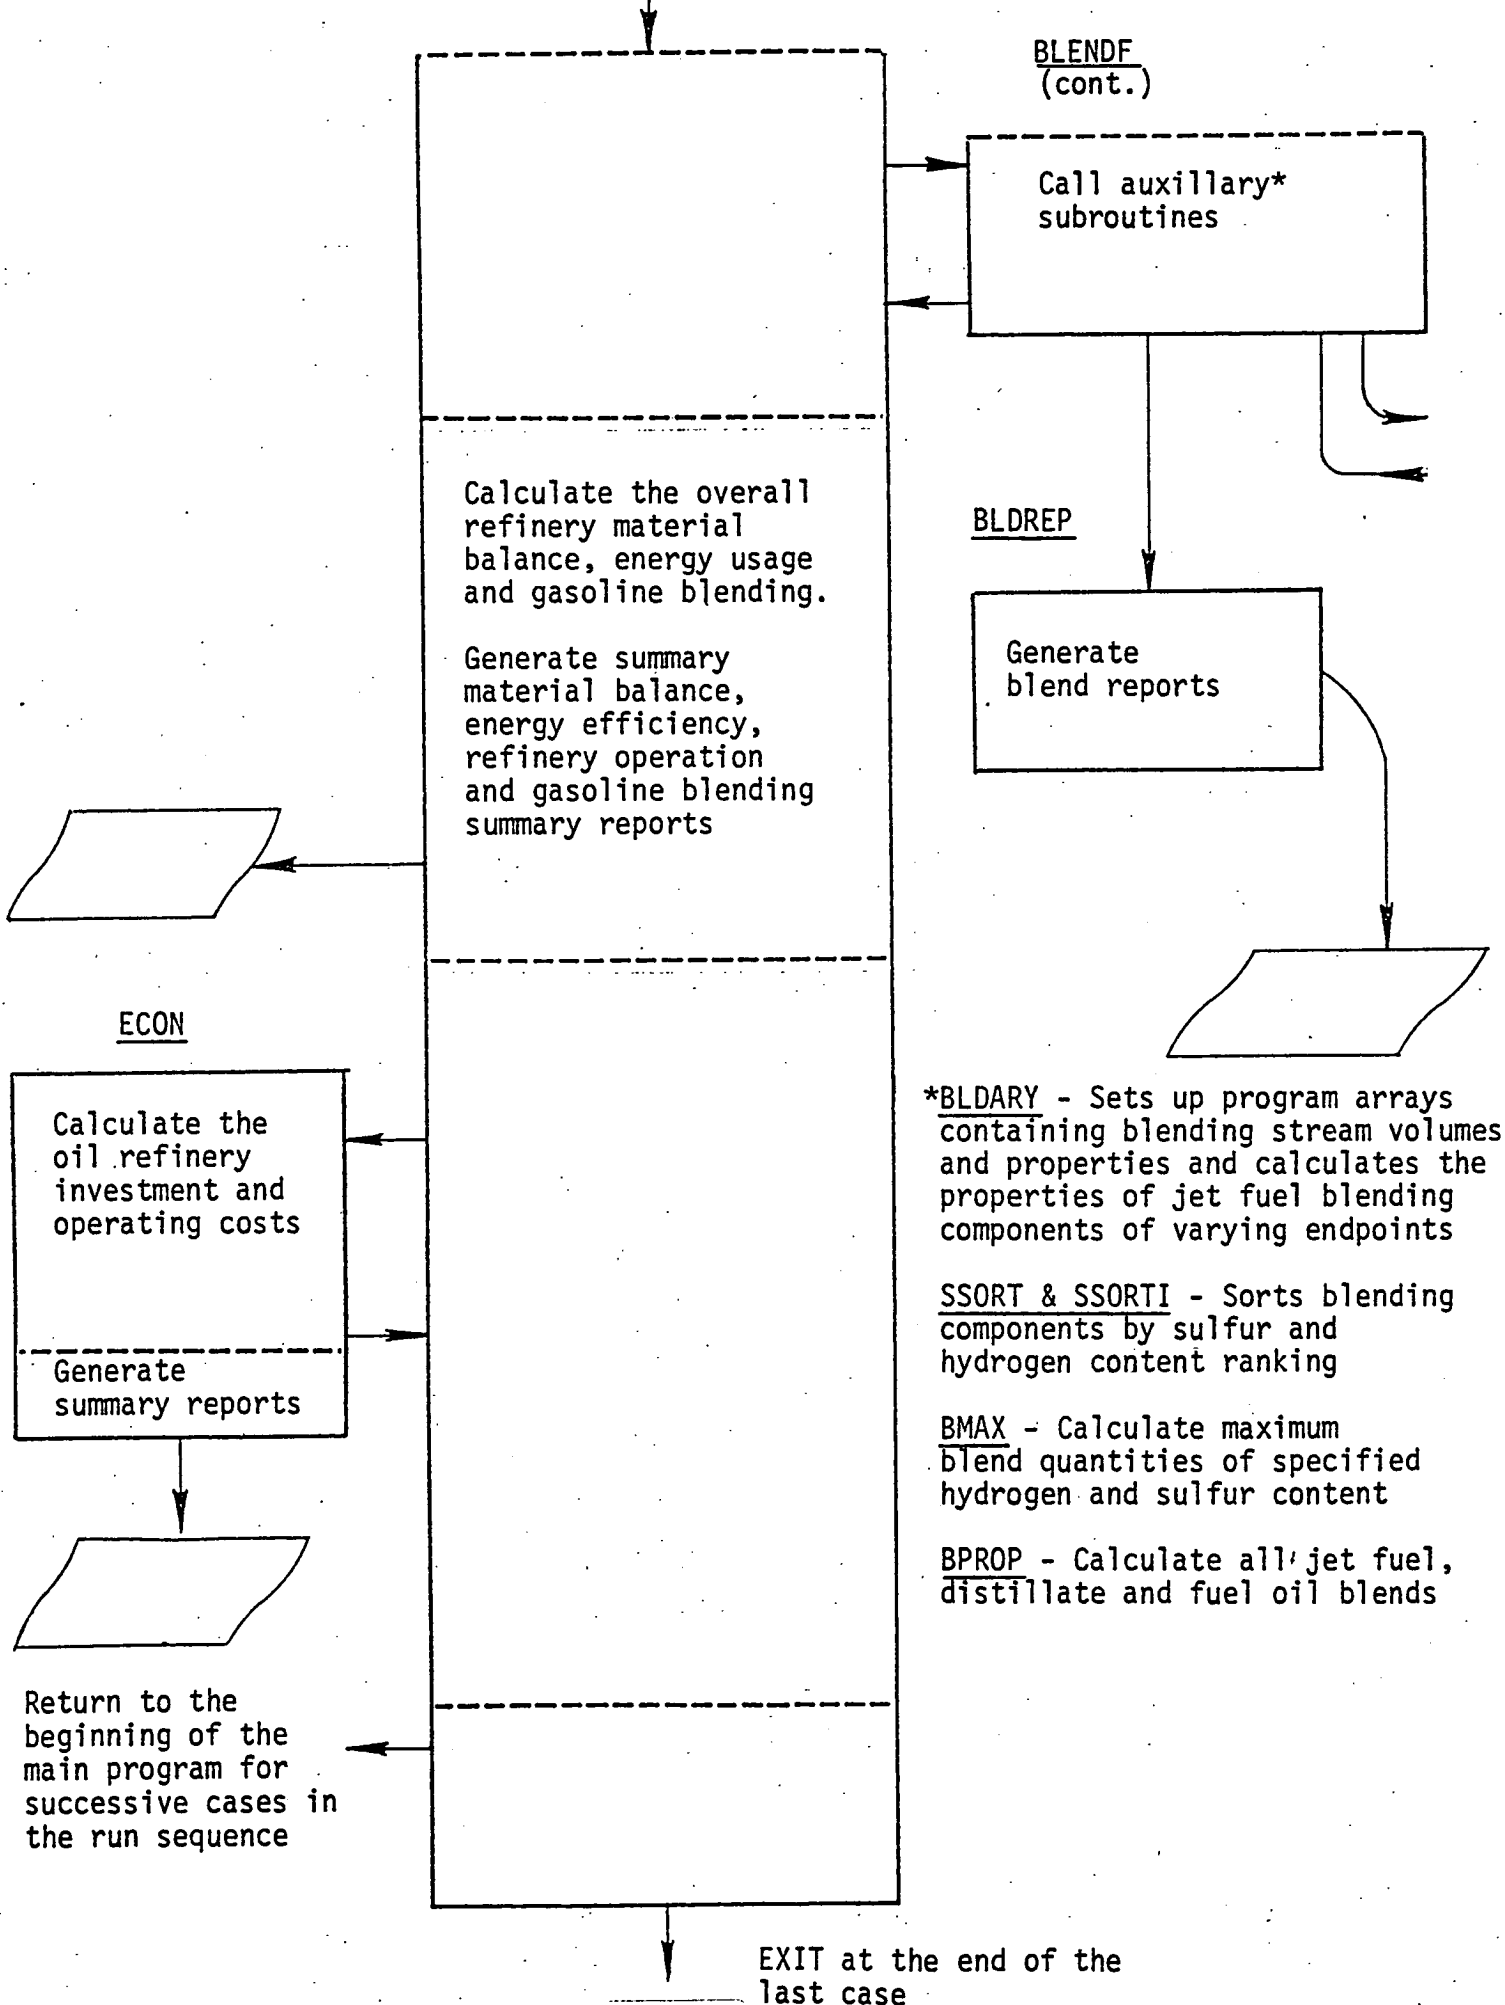 BLENDF
(cont.)
Call auxillary*
subroutines
Calculate the overall
refinery material
balance, energy usage
and gasoline blending.
Generate summary
material balance,
energy efficiency,
refinery operation
and gasoline blending
summary reports
BLDREP
Generate
blend reports
ECON
Calculate the
oil refinery
investment and
operating costs
Generate
summary reports
*BLDARY - Sets up program arrays
containing blending stream volumes
and properties and calculates the
properties of jet fuel blending
components of varying endpoints
SSORT & SSORTI - Sorts blending
components by sulfur and
hydrogen content ranking
BMAX - Calculate maximum
blend quantities of specified
hydrogen and sulfur content
BPROP - Calculate all jet fuel,
distillate and fuel oil blends
Return to the
beginning of the
main program for
successive cases in
the run sequence
EXIT at the end of the
last case